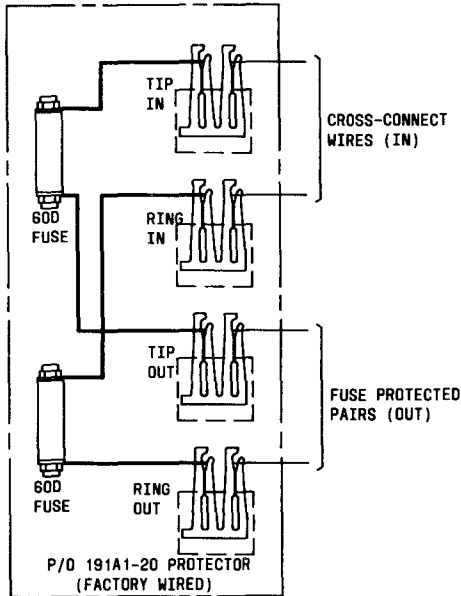 TIP
IN
CROSS-CONNECT
WIRES (IN)
60D
FUSE
RING
IN
TIP
OUT
FUSE PROTECTED
PAIRS (OUT)
60D
FUSE
RING
OUT
P/O 191A1-20 PROTECTOR
(FACTORY WIRED)